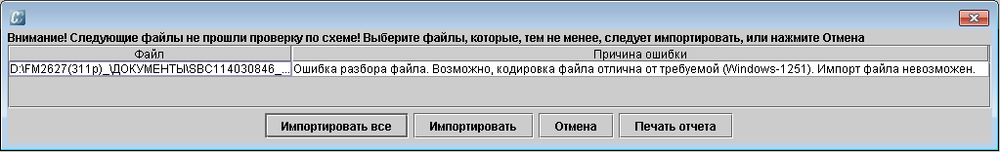 Внимание! Следующие файлы не прошли проверку по схеме! Выберите файлы, которые, тем не менее, следует импортировать, или нажмите Отмена
Файл Причина ошибки
D:\FM2627(311p)_\ДОКУМЕНТЫ\SBC114030846_... Ошибка разбора файла. Возможно, кодировка файла отлична от требуемой (Windows-1251). Импорт файла невозможен.
Импортировать все Импортировать Отмена Печать отчета